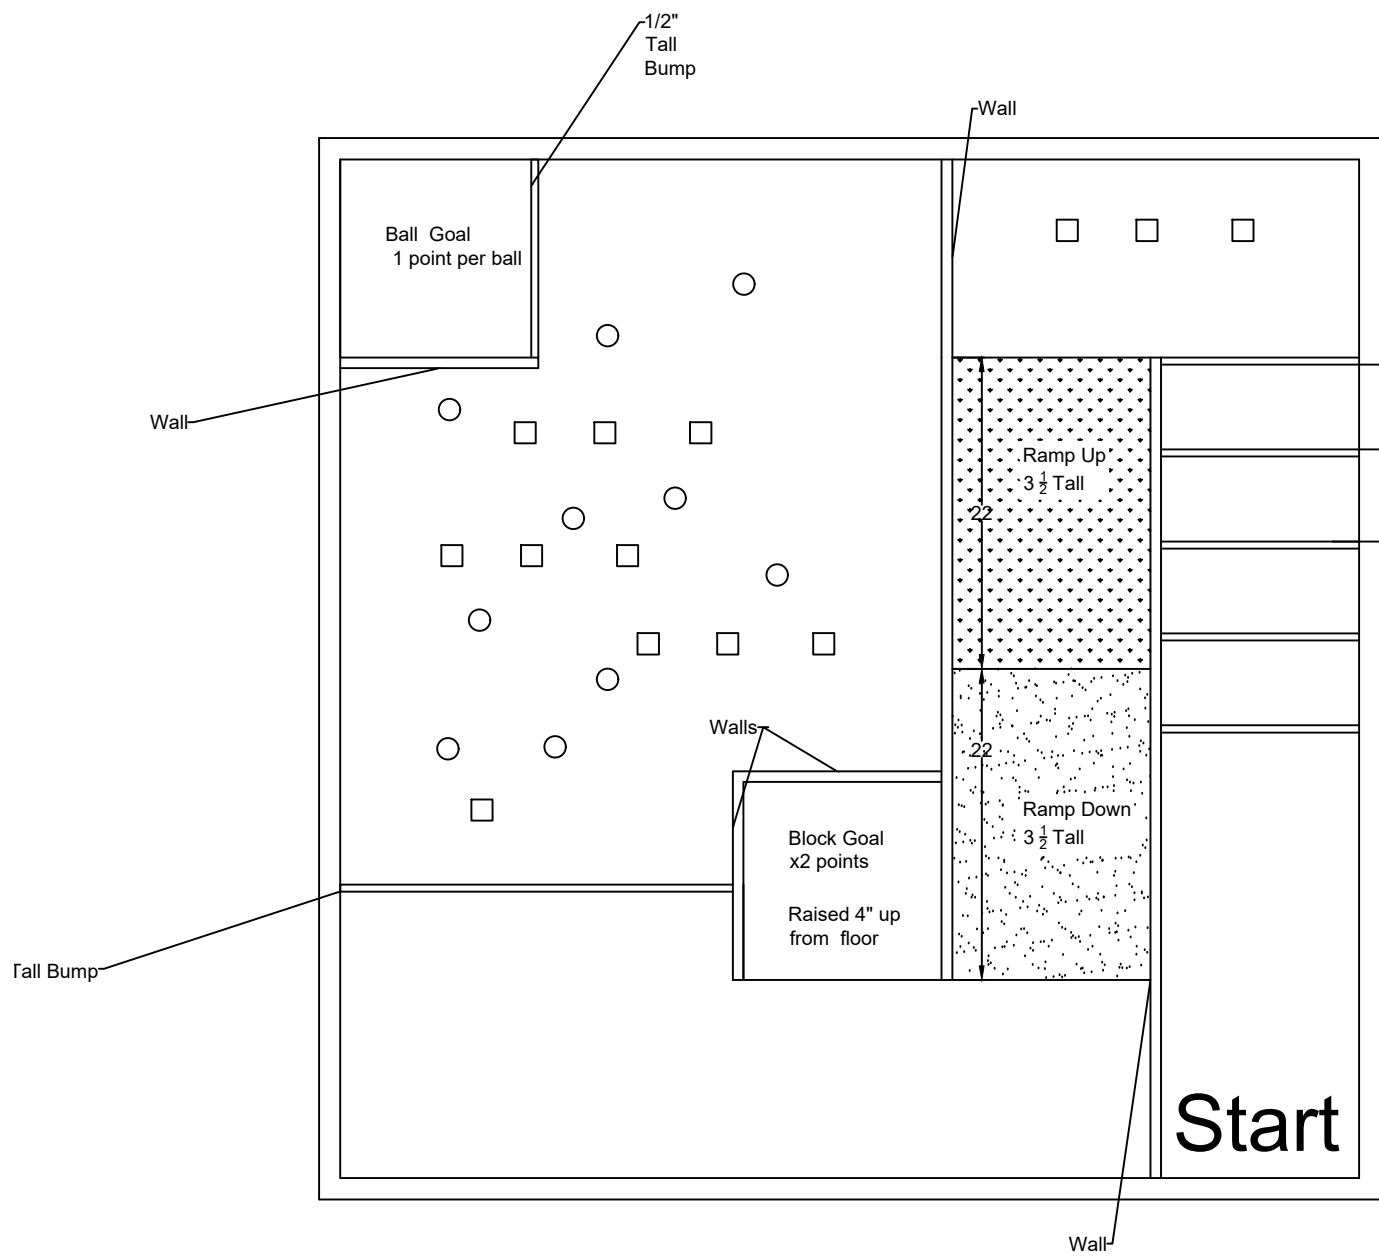 1/2"
Tall
Bump
Wall
Ball Goal
1 point per ball
Wall
Ramp Up
3 1/2 Tall
22
Walls
22
Ramp Down
3 1/2 Tall
Block Goal
x2 points
Raised 4" up
from floor
Tall Bump
Start
Wall